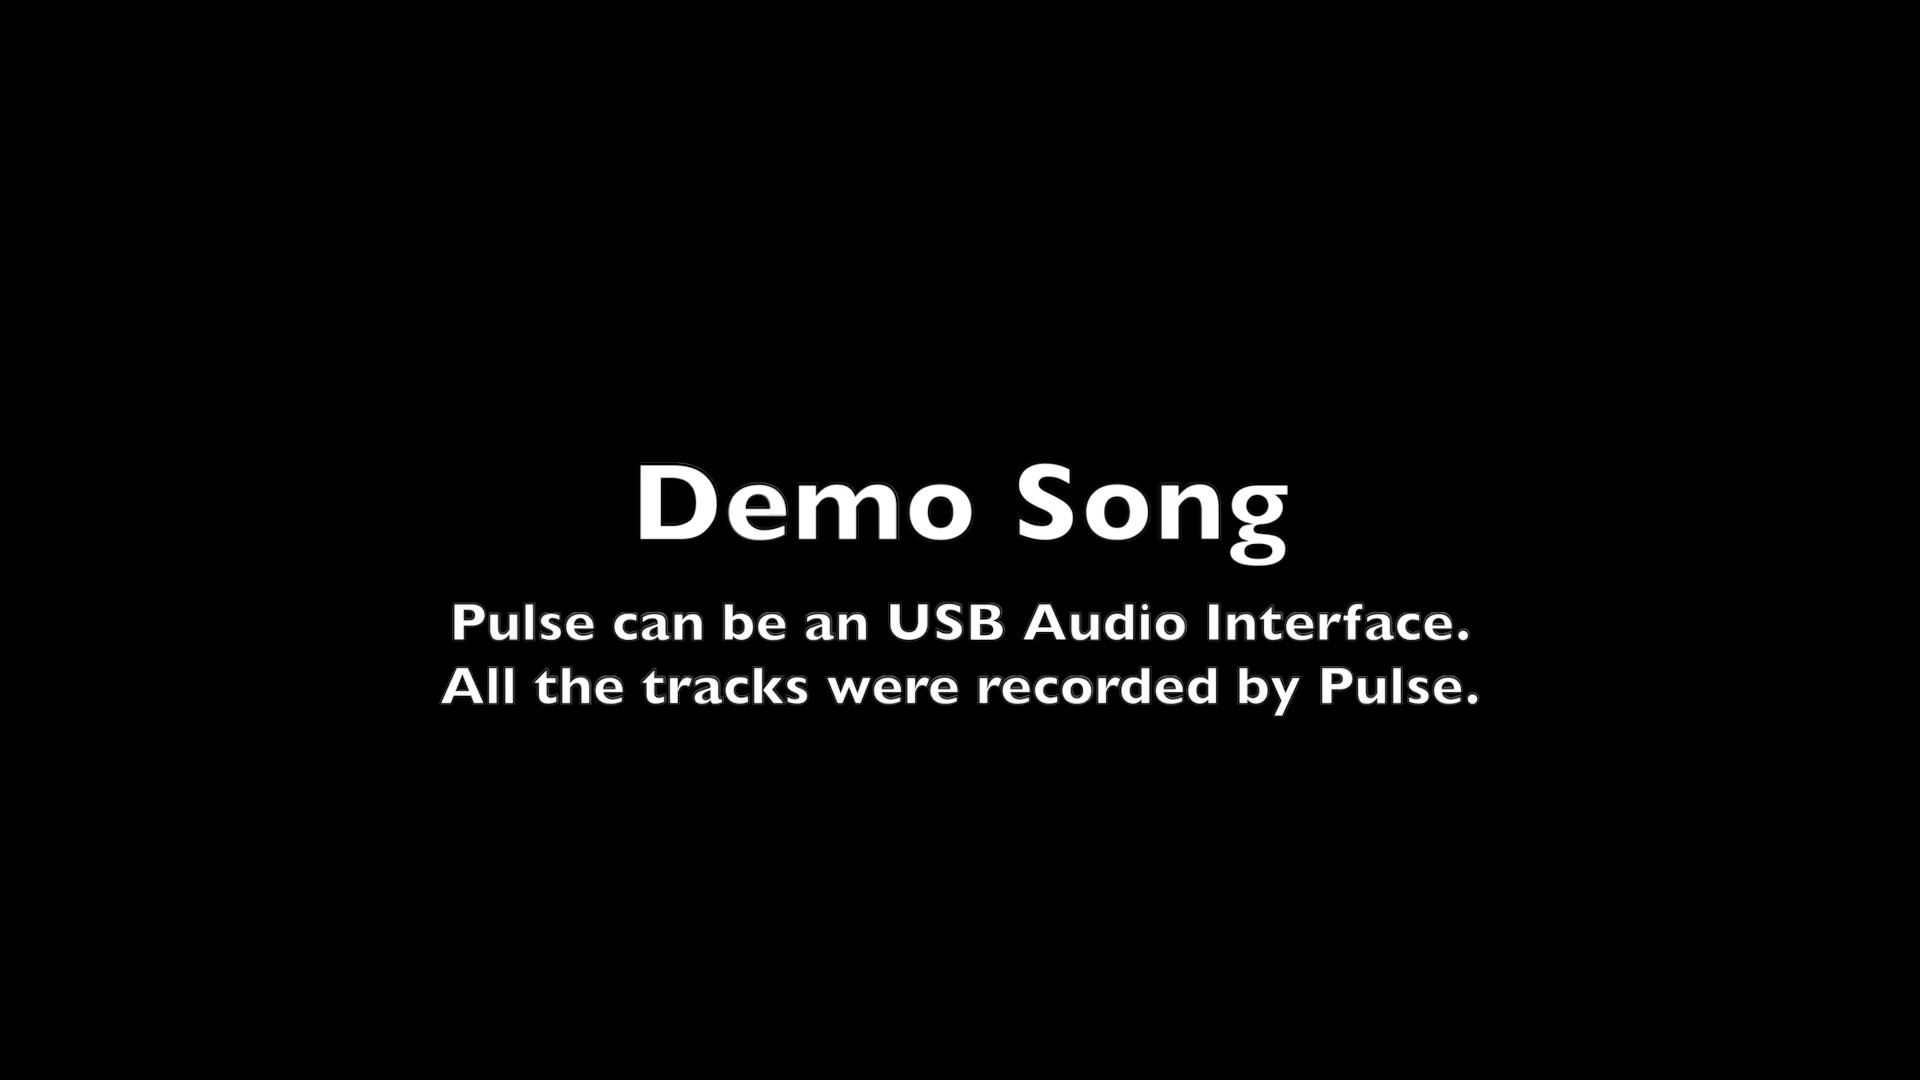 Demo Song
Pulse can be an USB Audio Interface.
All the tracks were recorded by Pulse.